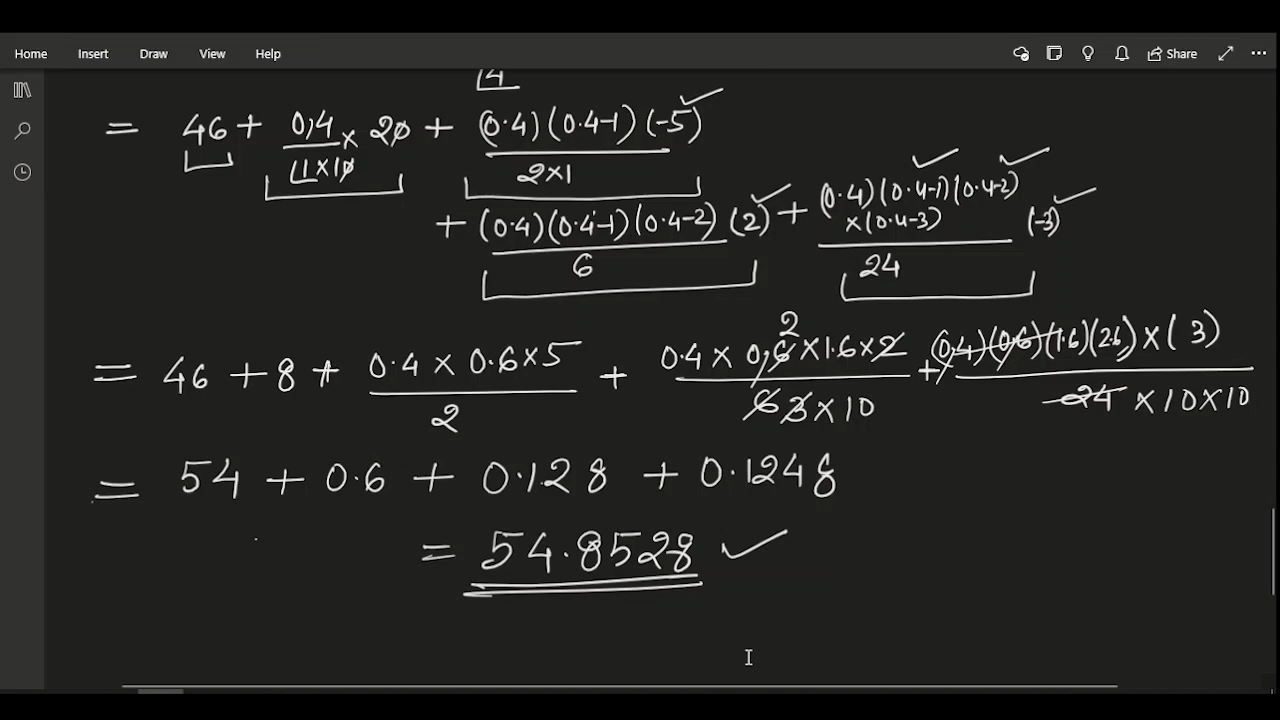 Home Insert Draw View Help Share
4
= 46 + 0.4/(1×10) × 20 + (0.4)(0.4-1)(-5)/(2×1)
+ (0.4)(0.4-1)(0.4-2)/6 (2) + (0.4)(0.4-1)(0.4-2)×(0.4-3)/24 (-3)
2
= 46 + 8 + 0.4 × 0.6×5/2 + 0.4 × 0.6 ×1.6×2/(6 3×10) + (0.4)(0.6)(1.6)(2.6)×(3)/(24 ×10×10)
= 54 + 0.6 + 0.128 + 0.1248
= 54.8528